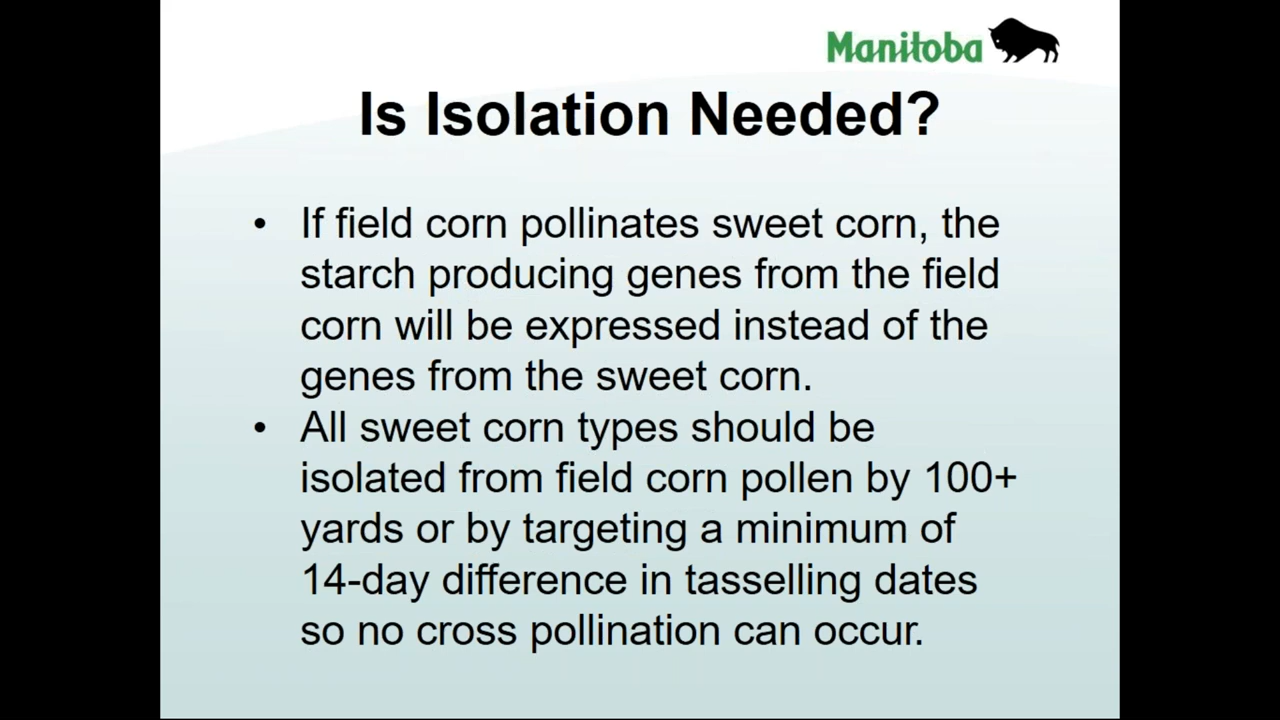 Manitoba
Is Isolation Needed?
• If field corn pollinates sweet corn, the
starch producing genes from the field
corn will be expressed instead of the
genes from the sweet corn.
• All sweet corn types should be
isolated from field corn pollen by 100+
yards or by targeting a minimum of
14-day difference in tasselling dates
so no cross pollination can occur.